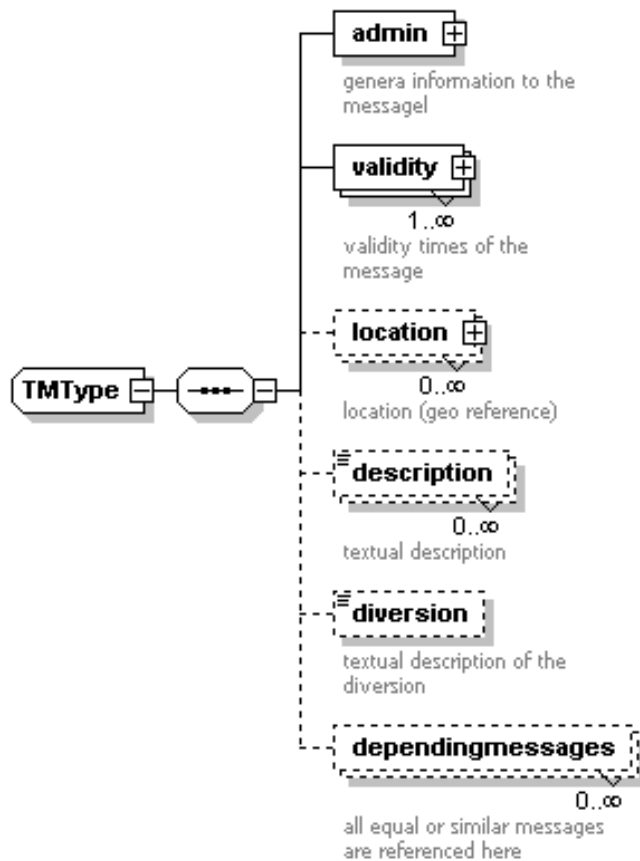 admin
genera information to the
messagel
validity
1..∞
validity times of the
message
location
0..∞
location (geo reference)
TMType
description
0..∞
textual description
diversion
textual description of the
diversion
dependingmessages
0..∞
all equal or similar messages
are referenced here